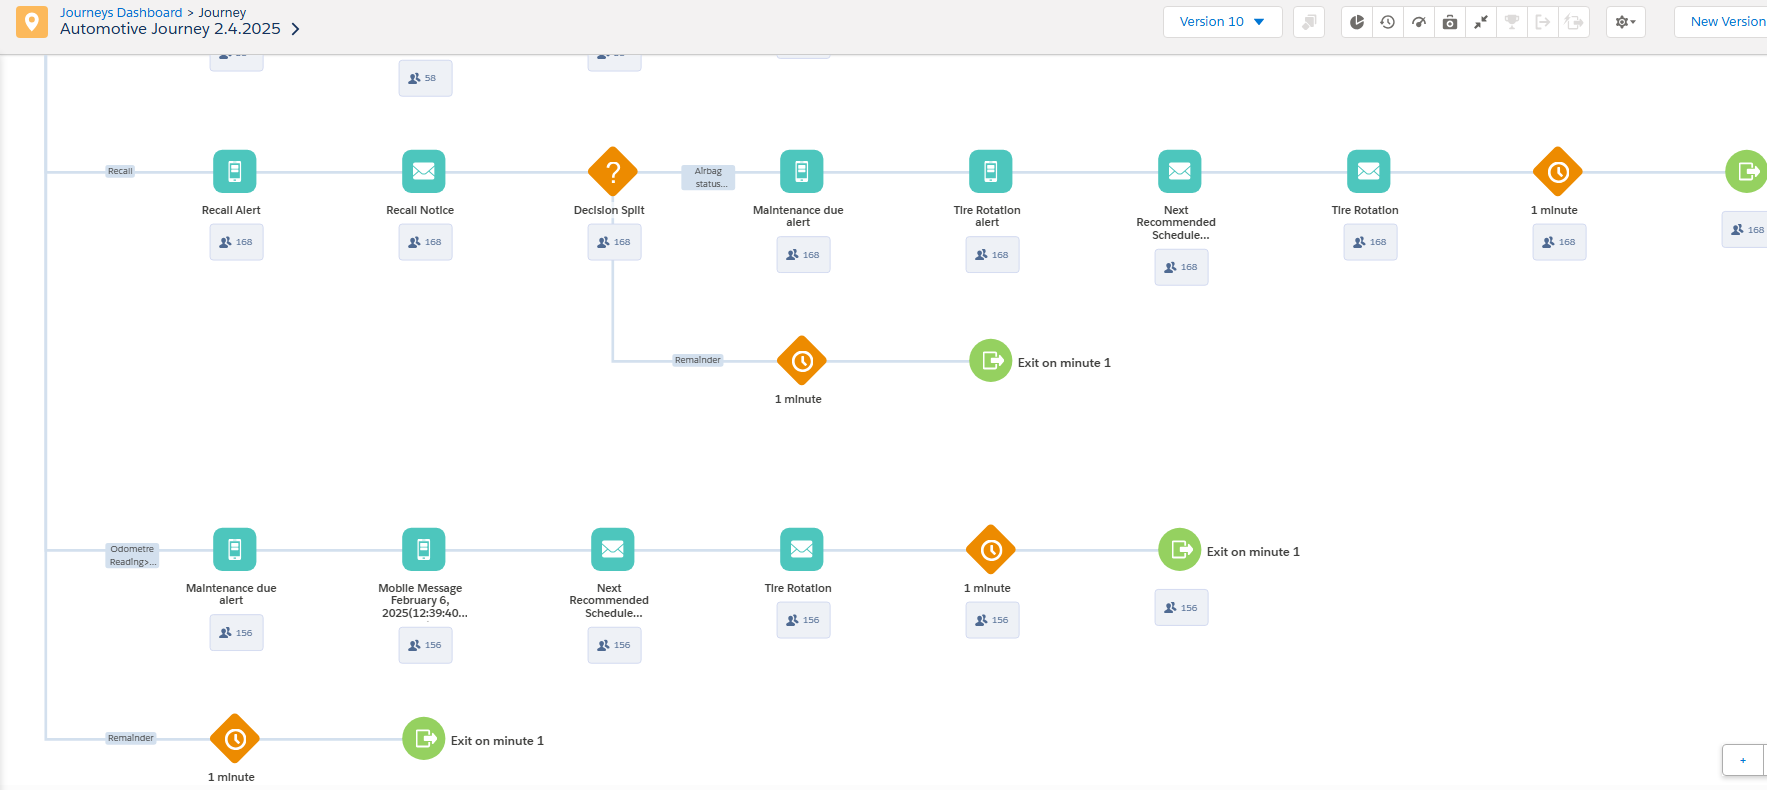 Journeys Dashboard > Journey
Automotive Journey 2.4.2025
Version 10
New Version
58
Recall
Airbag
status...
Recall Alert
Recall Notice
Decision Split
Maintenance due
alert
Tire Rotation
alert
Next
Recommended
Schedule...
Tire Rotation
1 minute
168
168
168
168
168
168
168
168
168
Remainder
Exit on minute 1
1 minute
Odometre
Reading>...
Exit on minute 1
Maintenance due
alert
Mobile Message
February 6,
2025(12:39:40...
Next
Recommended
Schedule...
Tire Rotation
1 minute
156
156
156
156
156
156
Remainder
Exit on minute 1
1 minute
+